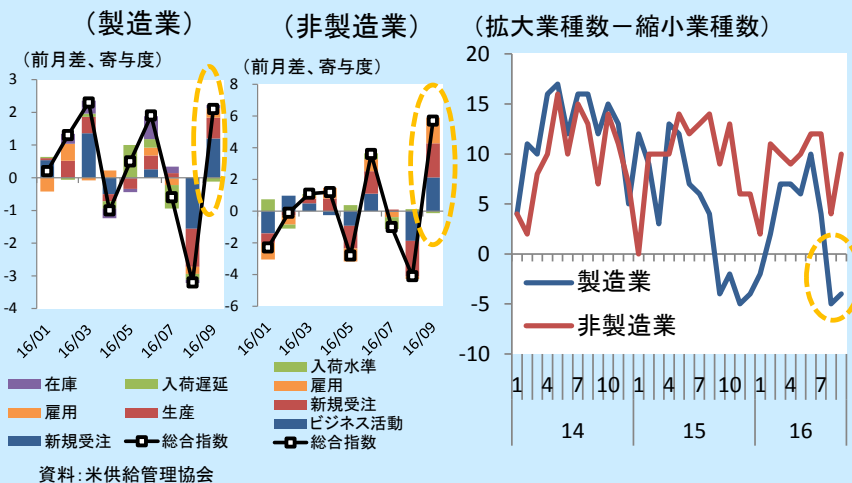 （製造業）
（前月差、寄与度）
3
2
1
0
-1
-2
-3
-4
16/01
16/03
16/05
16/07
16/09
在庫
入荷遅延
雇用
生産
新規受注
総合指数
資料：米供給管理協会
（非製造業）
（前月差、寄与度）
8
6
4
2
0
-2
-4
-6
16/01
16/03
16/05
16/07
16/09
入荷水準
雇用
新規受注
ビジネス活動
総合指数
（拡大業種数－縮小業種数）
20
15
10
5
0
-5
-10
製造業
非製造業
1 4 7 10 1 4 7 10 1 4 7
14 15 16